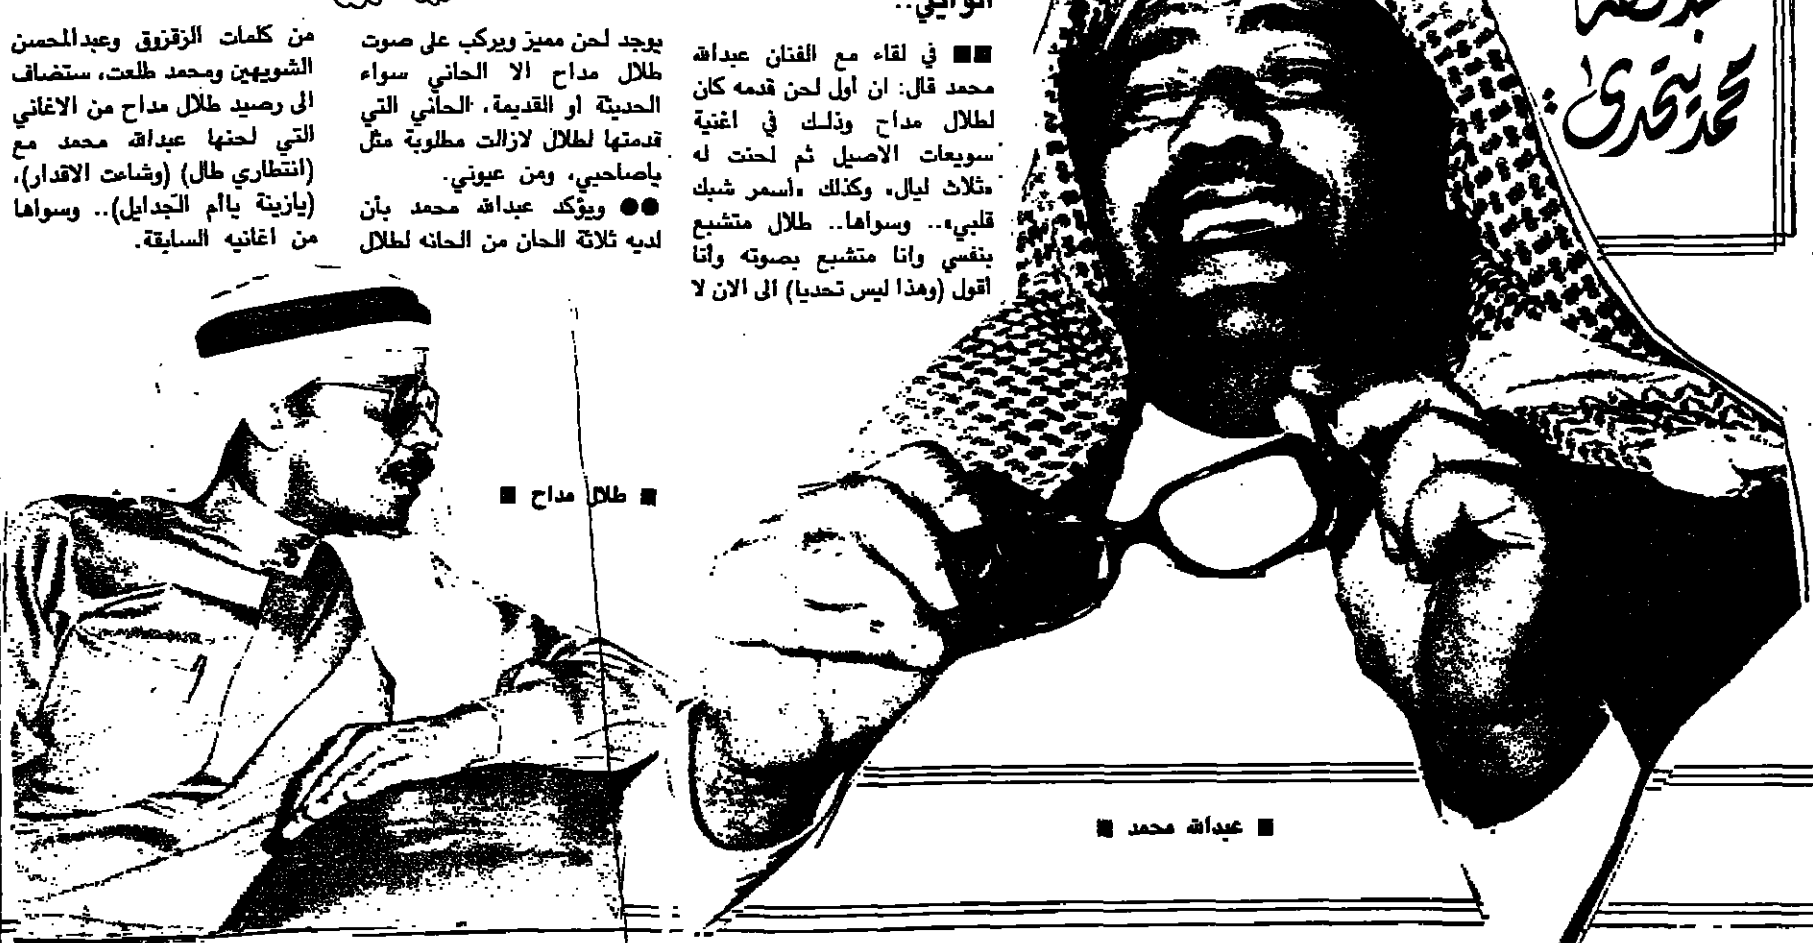 محمد يتحدى:
الوافي..
■■ في لقاء مع الفنان عبدالله
محمد قال: ان أول لحن قدمه كان
لطلال مداح وذلك في اغنية
سويعات الاصيل ثم لحنت له
«ثلاث ليال» وكذلك «أسمر شبك
قلبي».. وسواها.. طلال متشبع
بنفسي وانا متشبع بصوته وأنا
أقول (وهذا ليس تحديا) الى الان لا
يوجد لحن مميز ويركب على صوت
طلال مداح الا الحاني سواء
الحديثة أو القديمة، الحاني التي
قدمتها لطلال لازالت مطلوبة مثل
ياصاحبي، ومن عيوني.
●● ويؤكد عبدالله محمد بأن
لديه ثلاثة الحان من الحانه لطلال
من كلمات الزقزوق وعبدالمحسن
الشويهين ومحمد طلعت، ستضاف
الى رصيد طلال مداح من الاغاني
التي لحنها عبدالله محمد مع
(انتطاري طال) (وشاءت الاقدار)،
(يازينة ياأم الجدايل).. وسواها
من اغانيه السابقة.
■ طلال مداح ■
■ عبدالله محمد ■